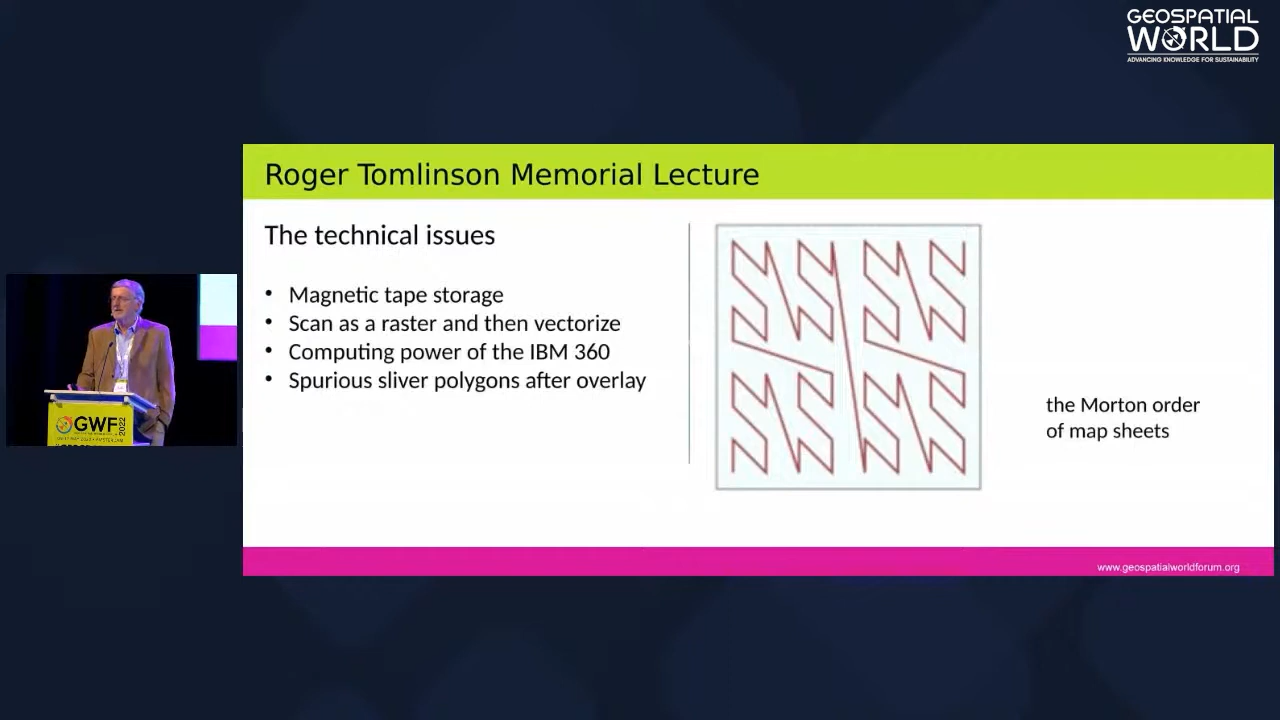 GEOSPATIAL
WORLD
ADVANCING KNOWLEDGE FOR SUSTAINABILITY
Roger Tomlinson Memorial Lecture
The technical issues
• Magnetic tape storage
• Scan as a raster and then vectorize
• Computing power of the IBM 360
• Spurious sliver polygons after overlay
the Morton order
of map sheets
GWF
2022
www.geospatialworldforum.org